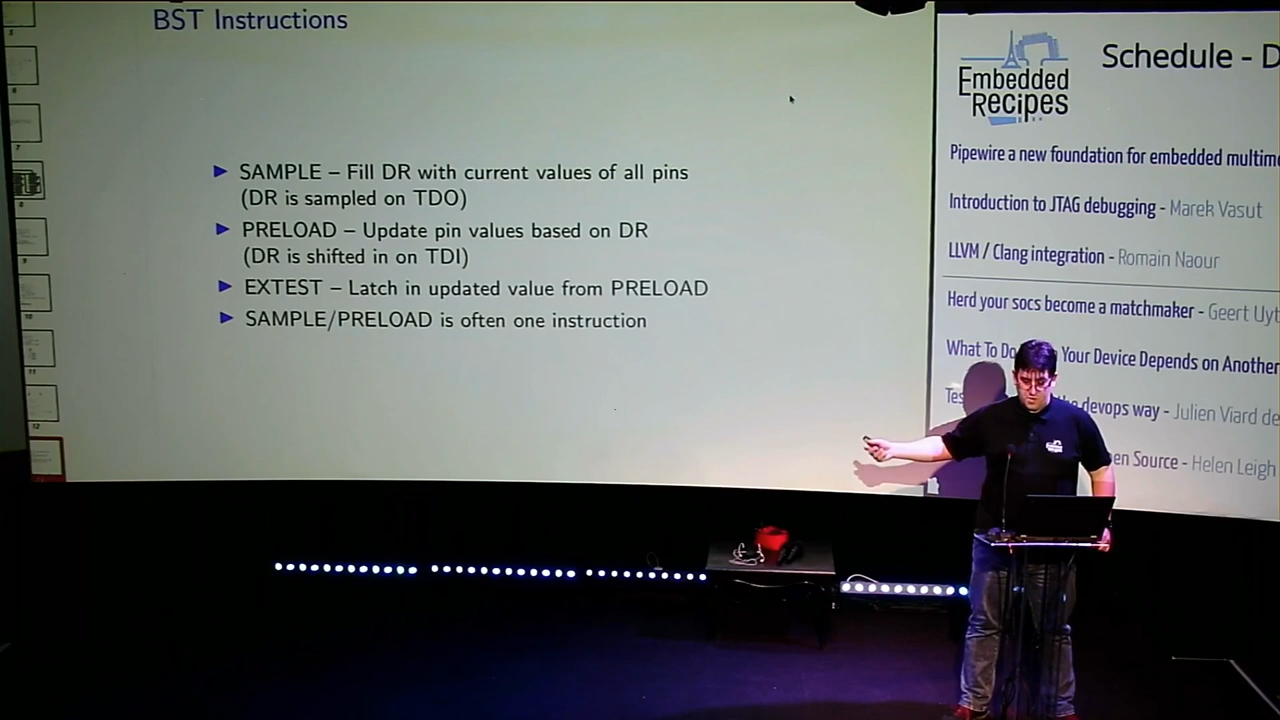 BST Instructions
SAMPLE – Fill DR with current values of all pins
(DR is sampled on TDO)
PRELOAD – Update pin values based on DR
(DR is shifted in on TDI)
EXTEST – Latch in updated value from PRELOAD
SAMPLE/PRELOAD is often one instruction
Embedded
Recipes
Schedule - D
Pipewire a new foundation for embedded multime
Introduction to JTAG debugging - Marek Vasut
LLVM / Clang integration - Romain Naour
Herd your socs become a matchmaker - Geert Uyt
What To Do Your Device Depends on Another
Tes the devops way - Julien Viard de
en Source - Helen Leigh
Embedded
Recipes